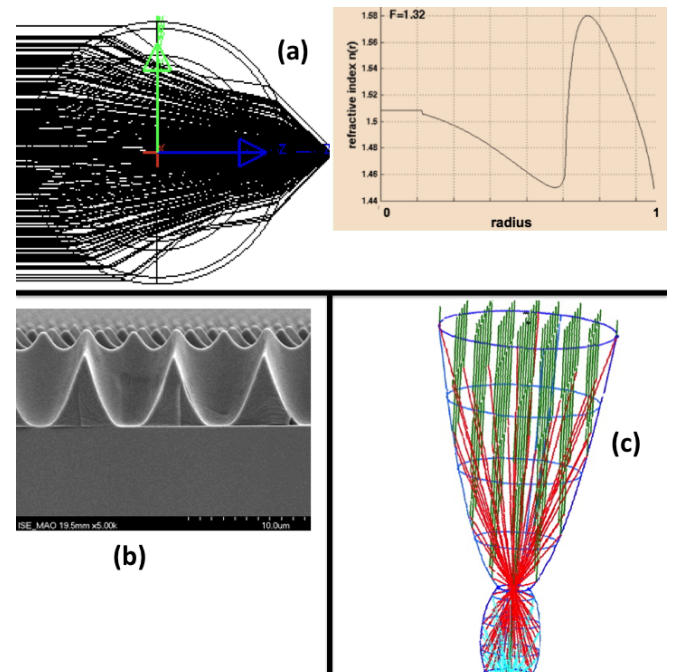 (a)
x
z
F=1.32
refractive index n(r)
1.58
1.56
1.54
1.52
1.5
1.48
1.46
1.44
0
1
radius
ISE_MAO 19.5mm x5.00k
10.0um
(b)
(c)